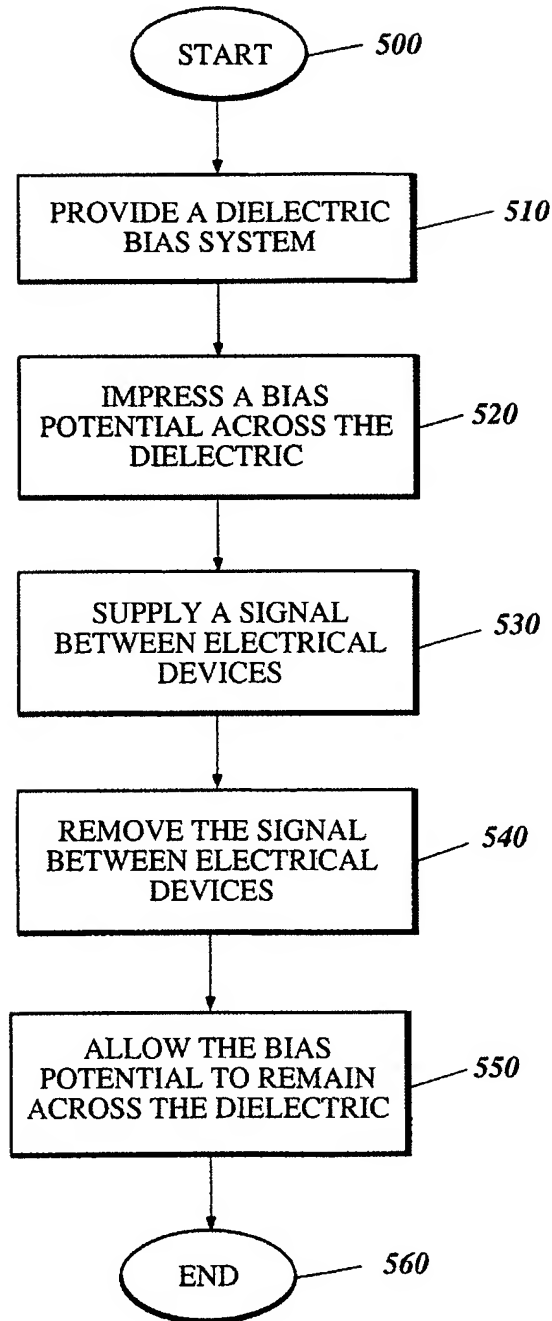 START
500
PROVIDE A DIELECTRIC
BIAS SYSTEM
510
IMPRESS A BIAS
POTENTIAL ACROSS THE
DIELECTRIC
520
SUPPLY A SIGNAL
BETWEEN ELECTRICAL
DEVICES
530
REMOVE THE SIGNAL
BETWEEN ELECTRICAL
DEVICES
540
ALLOW THE BIAS
POTENTIAL TO REMAIN
ACROSS THE DIELECTRIC
550
END
560